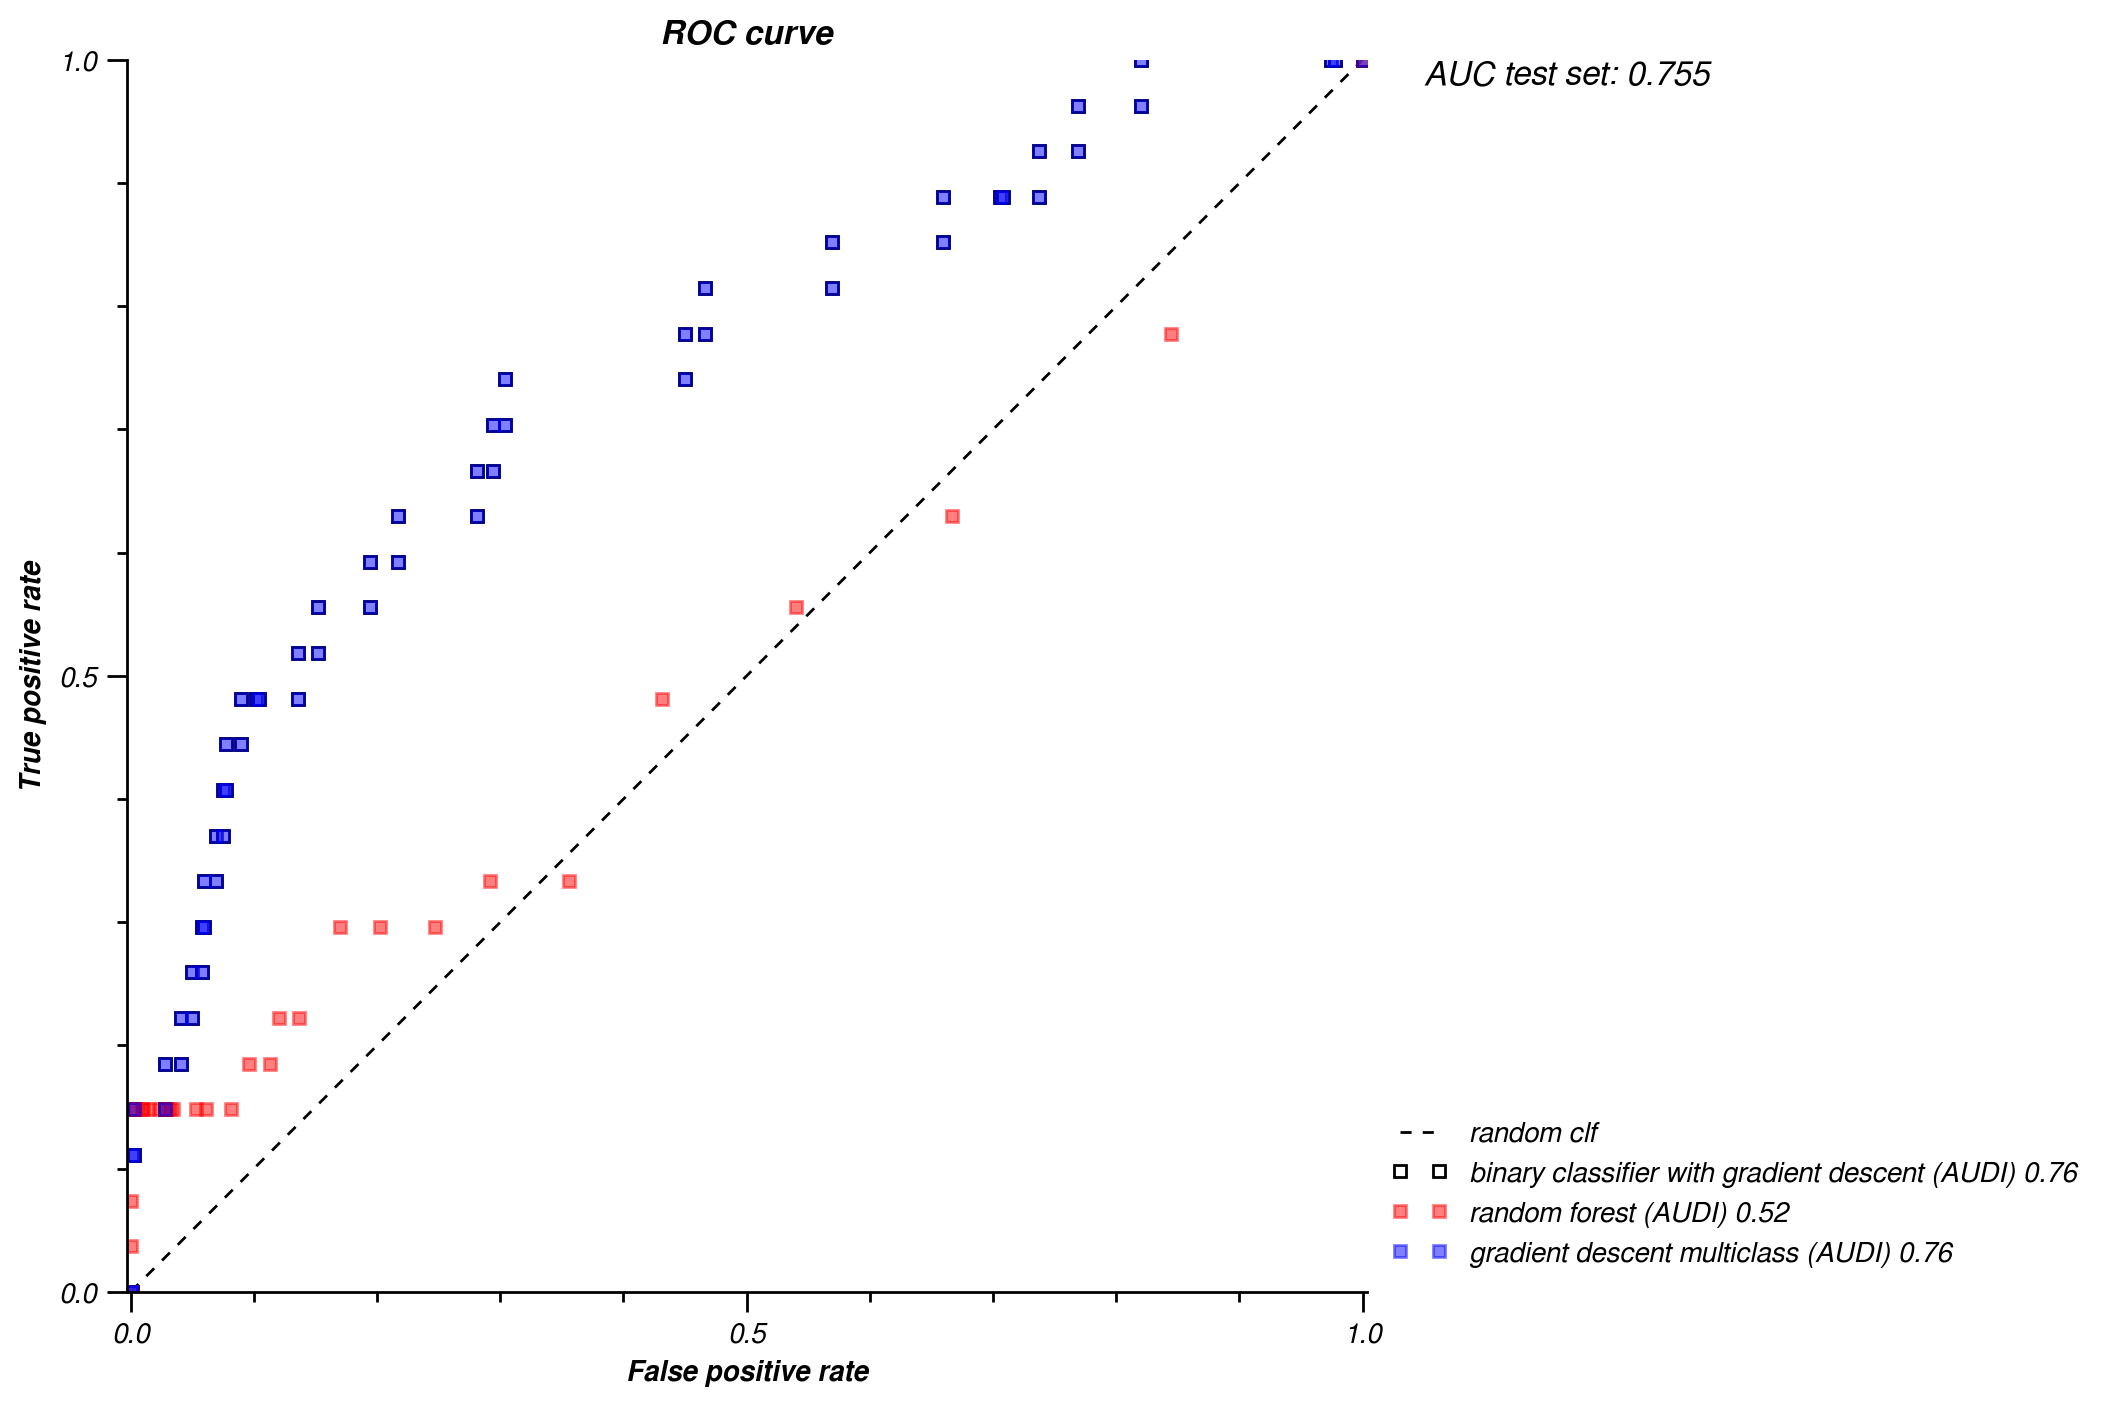 ROC curve
1.0
AUC test set: 0.755
0.5
True positive rate
random clf
binary classifier with gradient descent (AUDI) 0.76
random forest (AUDI) 0.52
gradient descent multiclass (AUDI) 0.76
0.0
0.0 0.5 1.0
False positive rate